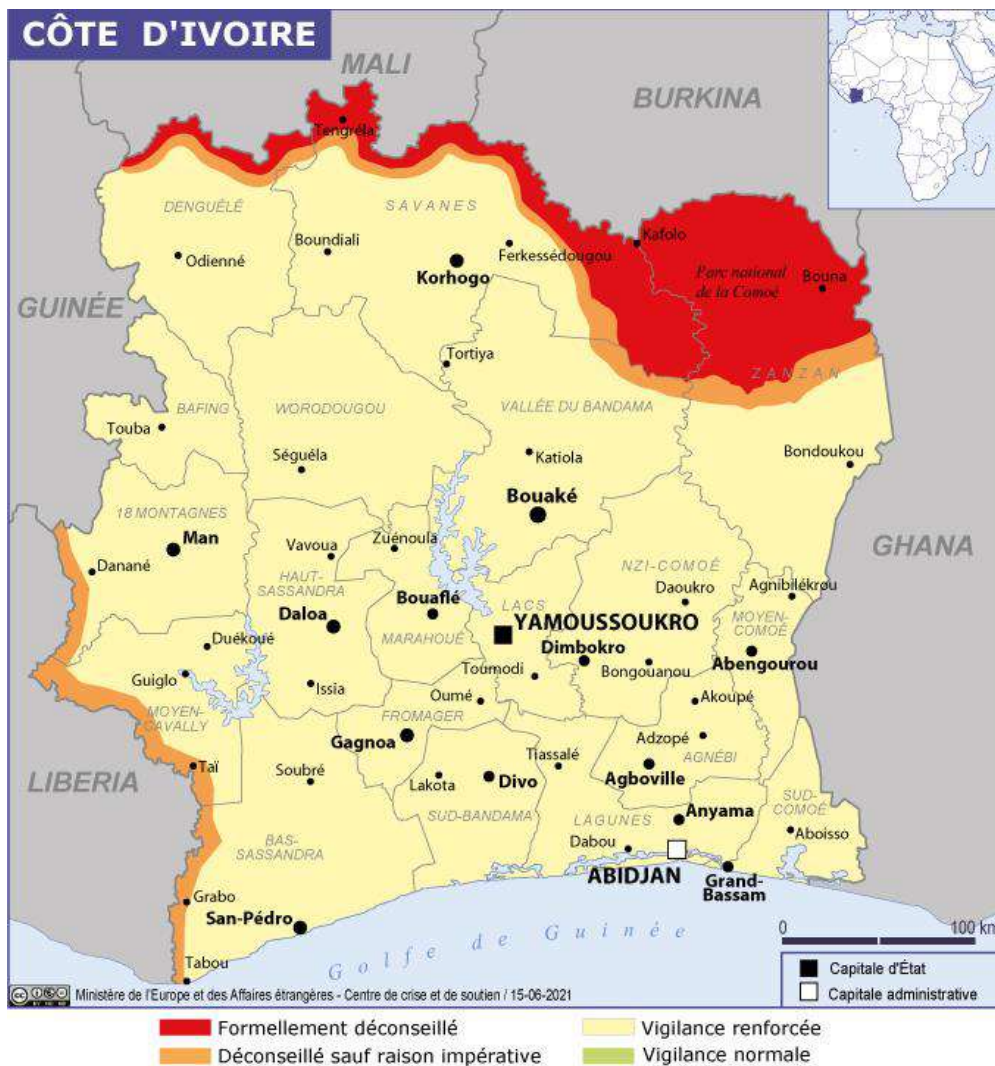 CÔTE D'IVOIRE
MALI
BURKINA
Tengréla
DENGUÉLÉ
SAVANES
Kafolo
Boundiali
Ferkessédougou
Odienné
Korhogo
Parc national
de la Comoé
Bouna
GUINÉE
Tortiya
ZANZAN
BAFING
WORODOUGOU
VALLÉE DU BANDAMA
Touba
Séguéla
Katiola
Bondoukou
18 MONTAGNES
Bouaké
Man
Vavoua
Zuénoula
GHANA
Danané
HAUT-
SASSANDRA
NZI-COMOÉ
Daoukro
Agnibilékrou
Bouaflé
LACS
MOYEN-
COMOÉ
Daloa
YAMOUSSOUKRO
MARAHOUÉ
Duékoué
Dimbokro
Abengourou
Toumodi
Bongouanou
Guiglo
Issia
Oumé
Akoupé
MOYEN-
CAVALLY
FROMAGER
Gagnoa
Adzopé
AGNÉBI
Tiassalé
LIBERIA
Taï
Soubré
Lakota
Divo
Agboville
SUD-
COMOÉ
SUD-BANDAMA
LAGUNES
Anyama
Aboisso
BAS-
SASSANDRA
Dabou
ABIDJAN
Grand-
Bassam
Grabo
San-Pédro
0 100 km
Golfe de Guinée
Tabou
Capitale d'État
Capitale administrative
Ministère de l'Europe et des Affaires étrangères - Centre de crise et de soutien / 15-06-2021
Formellement déconseillé
Vigilance renforcée
Déconseillé sauf raison impérative
Vigilance normale